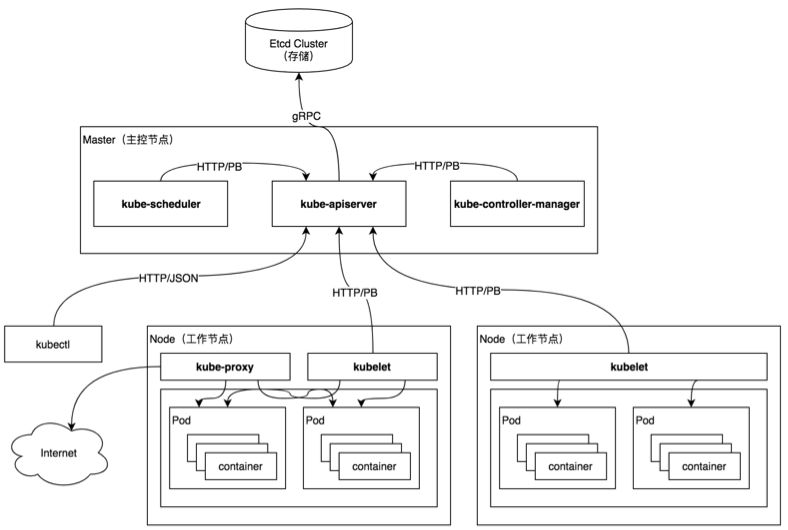 Etcd Cluster
（存储）
gRPC
Master（主控节点）
HTTP/PB
HTTP/PB
kube-scheduler
kube-apiserver
kube-controller-manager
HTTP/JSON
HTTP/PB
HTTP/PB
kubectl
Node（工作节点）
Node（工作节点）
kube-proxy
kubelet
kubelet
Pod
Pod
Pod
Pod
Internet
container
container
container
container